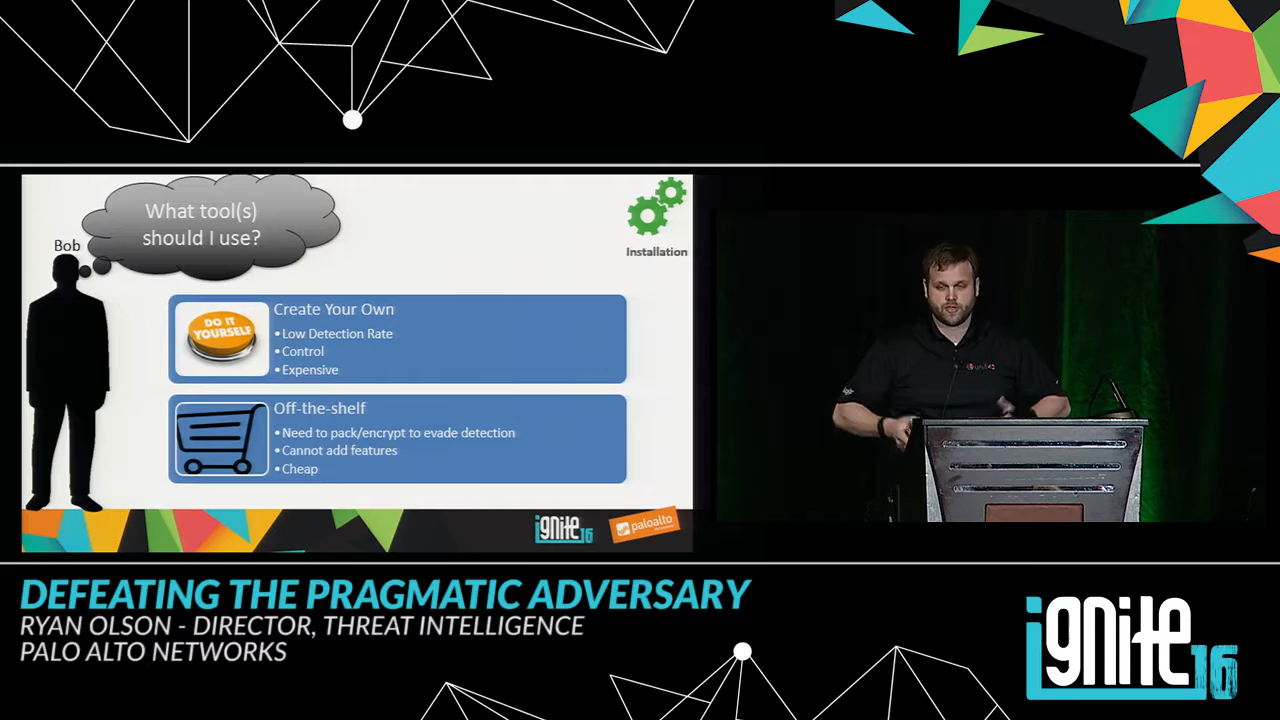 What tool(s)
should I use?
Bob
Installation
DO IT
YOURSELF
Create Your Own
• Low Detection Rate
• Control
• Expensive
Off-the-shelf
• Need to pack/encrypt to evade detection
• Cannot add features
• Cheap
ignite16
paloalto
DEFEATING THE PRAGMATIC ADVERSARY
RYAN OLSON - DIRECTOR, THREAT INTELLIGENCE
PALO ALTO NETWORKS
ignite16